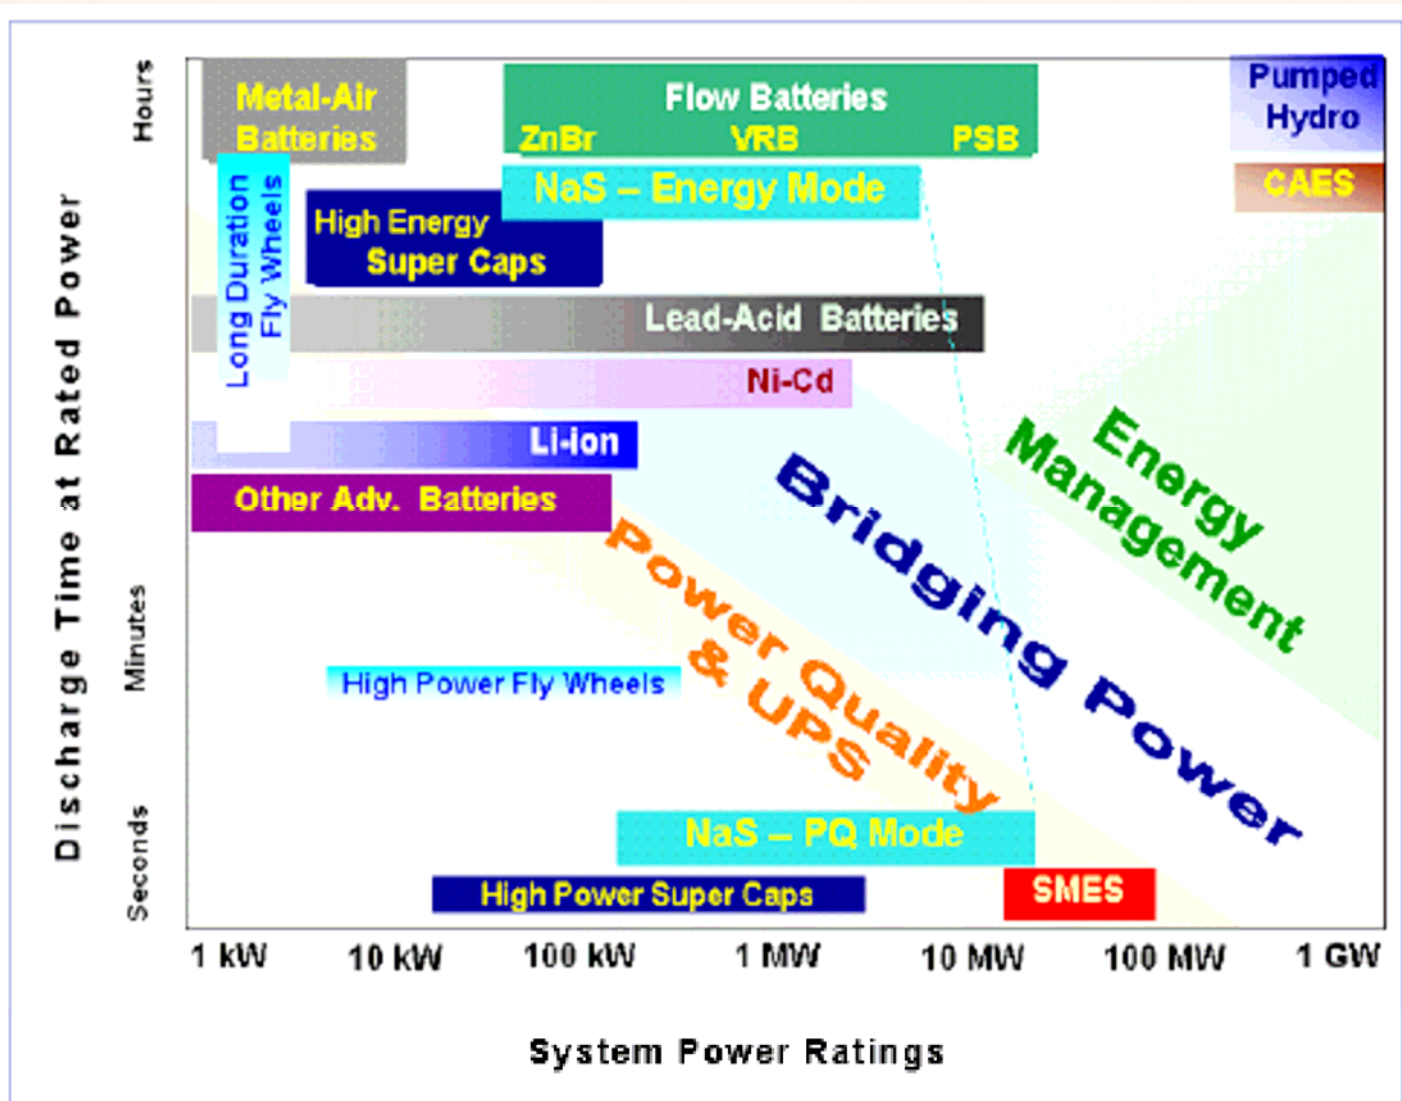 Hours
Minutes
Seconds
Discharge Time at Rated Power
Metal-Air
Batteries
Flow Batteries
ZnBr VRB PSB
Pumped
Hydro
CAES
NaS – Energy Mode
Long Duration
Fly Wheels
High Energy
Super Caps
Lead-Acid Batteries
Ni-Cd
Li-ion
Other Adv. Batteries
Energy
Management
Bridging Power
Power Quality
& UPS
High Power Fly Wheels
NaS – PQ Mode
High Power Super Caps
SMES
1 kW 10 kW 100 kW 1 MW 10 MW 100 MW 1 GW
System Power Ratings